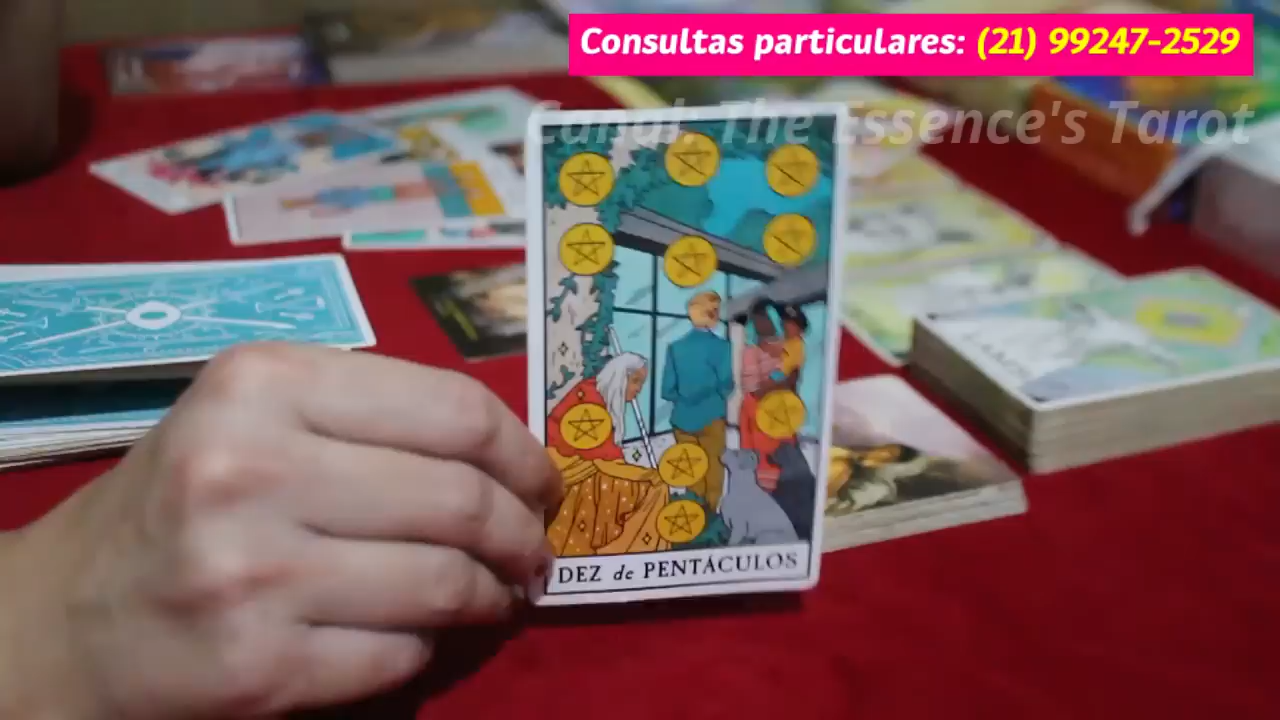 Consultas particulares: (21) 99247-2529
Canal: The Essence's Tarot
DEZ de PENTÁCULOS